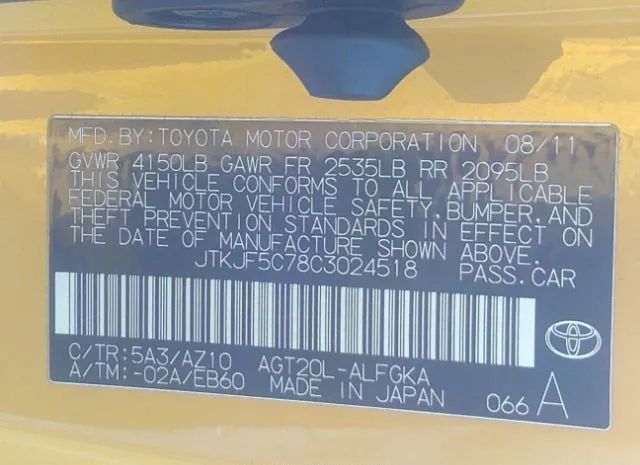 MFD.BY:TOYOTA MOTOR CORPORATION 08/11
GVWR 4150LB GAWR FR 2535LB RR 2095LB
THIS VEHICLE CONFORMS TO ALL APPLICABLE
FEDERAL MOTOR VEHICLE SAFETY,BUMPER,AND
THEFT PREVENTION STANDARDS IN EFFECT ON
THE DATE OF MANUFACTURE SHOWN ABOVE.
JTKJF5C78C3024518 PASS.CAR
C/TR:5A3/AZ10 AGT20L-ALFGKA
A/TM:-02A/EB60 MADE IN JAPAN 066 A